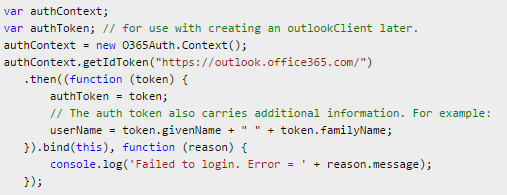 var authContext;
var authToken; // for use with creating an outlookClient later.
authContext = new O365Auth.Context();
authContext.getIdToken("https://outlook.office365.com/")
   .then((function (token) {
      authToken = token;
      // The auth token also carries additional information. For example:
      userName = token.givenName + " " + token.familyName;
   }).bind(this), function (reason) {
      console.log('Failed to login. Error = ' + reason.message);
   });